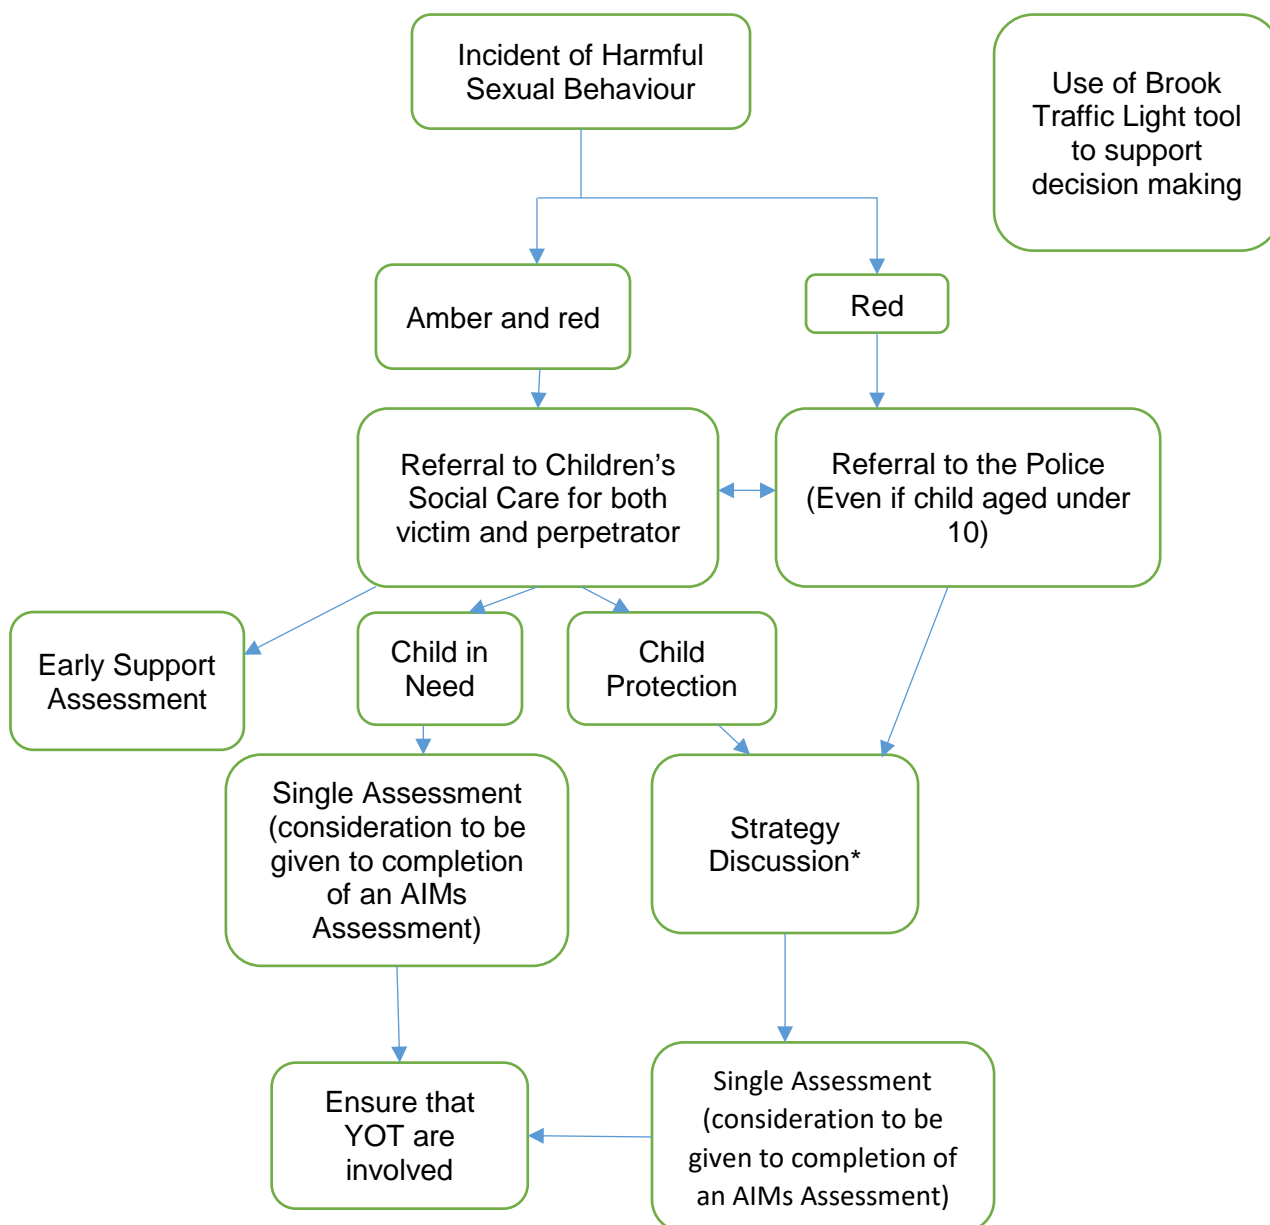 Incident of Harmful
Sexual Behaviour
Use of Brook
Traffic Light tool
to support
decision making
Amber and red
Red
Referral to Children’s
Social Care for both
victim and perpetrator
Referral to the Police
(Even if child aged under
10)
Early Support
Assessment
Child in
Need
Child
Protection
Single Assessment
(consideration to be
given to completion
of an AIMs
Assessment)
Strategy
Discussion*
Ensure that
YOT are
involved
Single Assessment
(consideration to be
given to completion of
an AIMs Assessment)